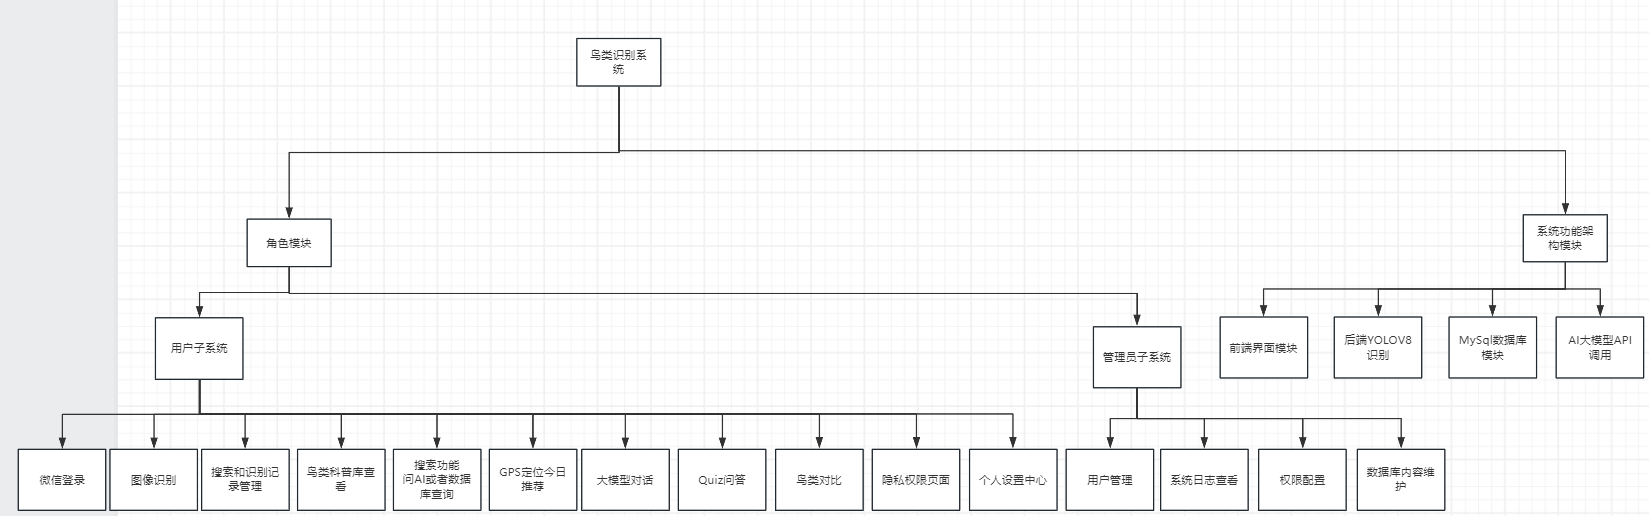 鸟类识别系
统
角色模块
系统功能架
构模块
用户子系统
管理员子系统
前端界面模块
后端YOLOV8
识别
MySql数据库
模块
AI大模型API
调用
微信登录
图像识别
搜索和识别记
录管理
鸟类科普库查
看
搜索功能
问AI或者数据
库查询
GPS定位今日
推荐
大模型对话
Quiz问答
鸟类对比
隐私权限页面
个人设置中心
用户管理
系统日志查看
权限配置
数据库内容维
护